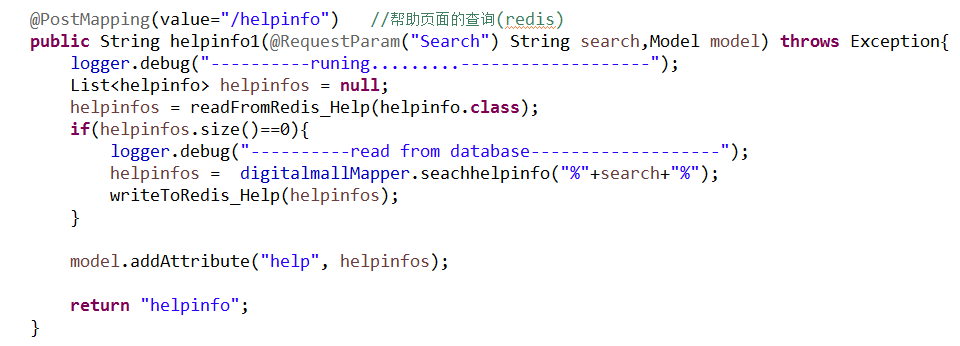 @PostMapping(value="/helpinfo")   //帮助页面的查询(redis)
public String helpinfo1(@RequestParam("Search") String search,Model model) throws Exception{
    logger.debug("----------runing.........-------------------");
    List<helpinfo> helpinfos = null;
    helpinfos = readFromRedis_Help(helpinfo.class);
    if(helpinfos.size()==0){
        logger.debug("----------read from database-------------------");
        helpinfos =  digitalmallMapper.seachhelpinfo("%"+search+"%");
        writeToRedis_Help(helpinfos);
    }
    model.addAttribute("help", helpinfos);
    return "helpinfo";
}